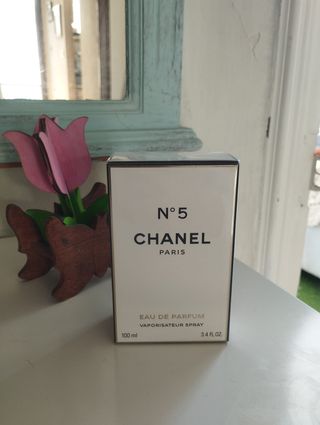 N°5
CHANEL
PARIS
EAU DE PARFUM
VAPORISATEUR SPRAY
100 ml 3.4 FL. OZ.